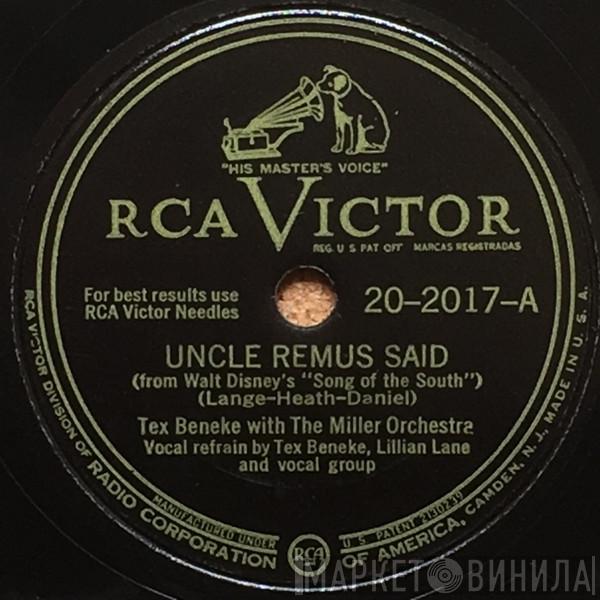 "HIS MASTER'S VOICE"
RCA VICTOR
REG. U S PAT OFF MARCAS REGISTRADAS
For best results use
RCA Victor Needles
20-2017-A
UNCLE REMUS SAID
(from Walt Disney's "Song of the South")
(Lange-Heath-Daniel)
Tex Beneke with The Miller Orchestra
Vocal refrain by Tex Beneke, Lillian Lane
and vocal group
MANUFACTURED UNDER RCA U S PATENT 2130239
RCA VICTOR DIVISION OF RADIO CORPORATION OF AMERICA, CAMDEN, N. J., MADE IN U. S. A.
МАРКЕТ ВИНИЛА